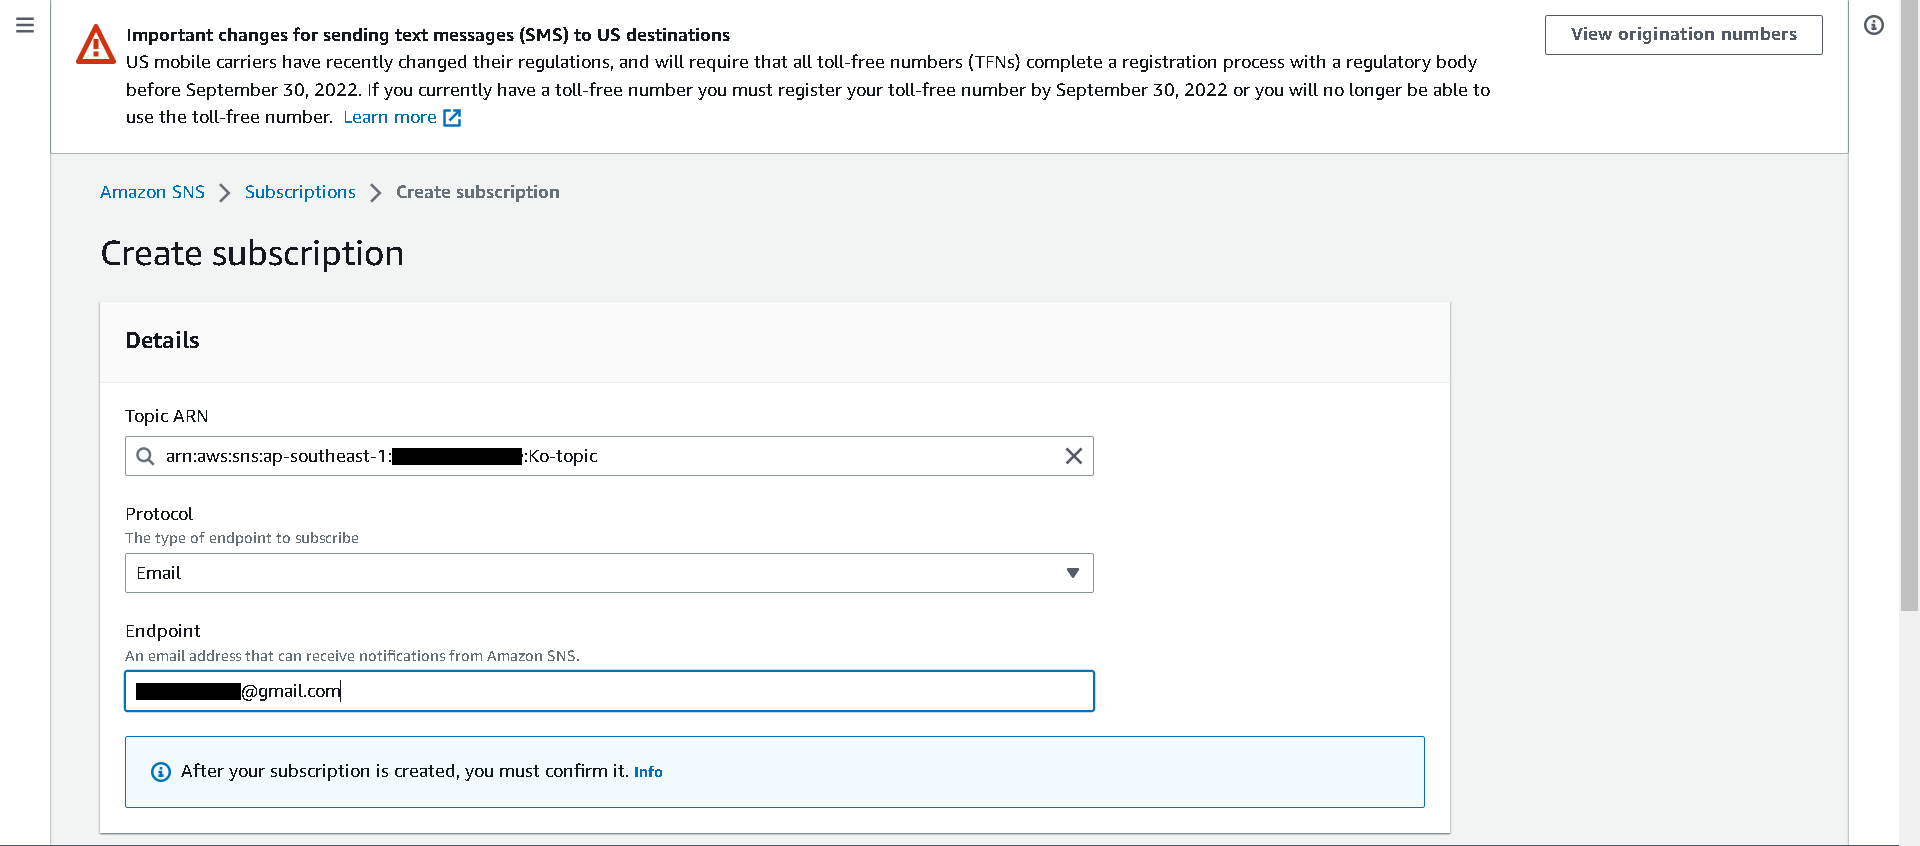 Important changes for sending text messages (SMS) to US destinations
View origination numbers
US mobile carriers have recently changed their regulations, and will require that all toll-free numbers (TFNs) complete a registration process with a regulatory body
before September 30, 2022. If you currently have a toll-free number you must register your toll-free number by September 30, 2022 or you will no longer be able to
use the toll-free number. Learn more
Amazon SNS > Subscriptions > Create subscription
Create subscription
Details
Topic ARN
arn:aws:sns:ap-southeast-1: :Ko-topic
Protocol
The type of endpoint to subscribe
Email
Endpoint
An email address that can receive notifications from Amazon SNS.
@gmail.com
After your subscription is created, you must confirm it. Info